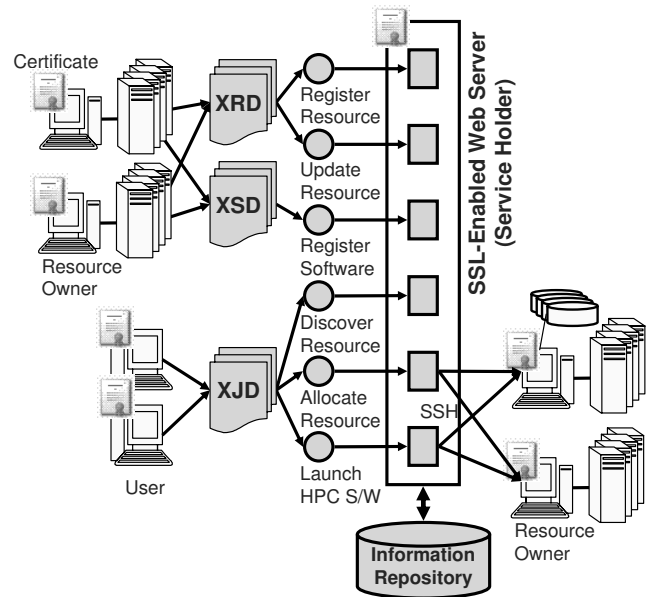 Certificate
XRD
Register
Resource
Update
Resource
XSD
Register
Software
Resource
Owner
Discover
Resource
XJD
Allocate
Resource
SSH
Launch
HPC S/W
User
SSL-Enabled Web Server
(Service Holder)
Resource
Owner
Information
Repository